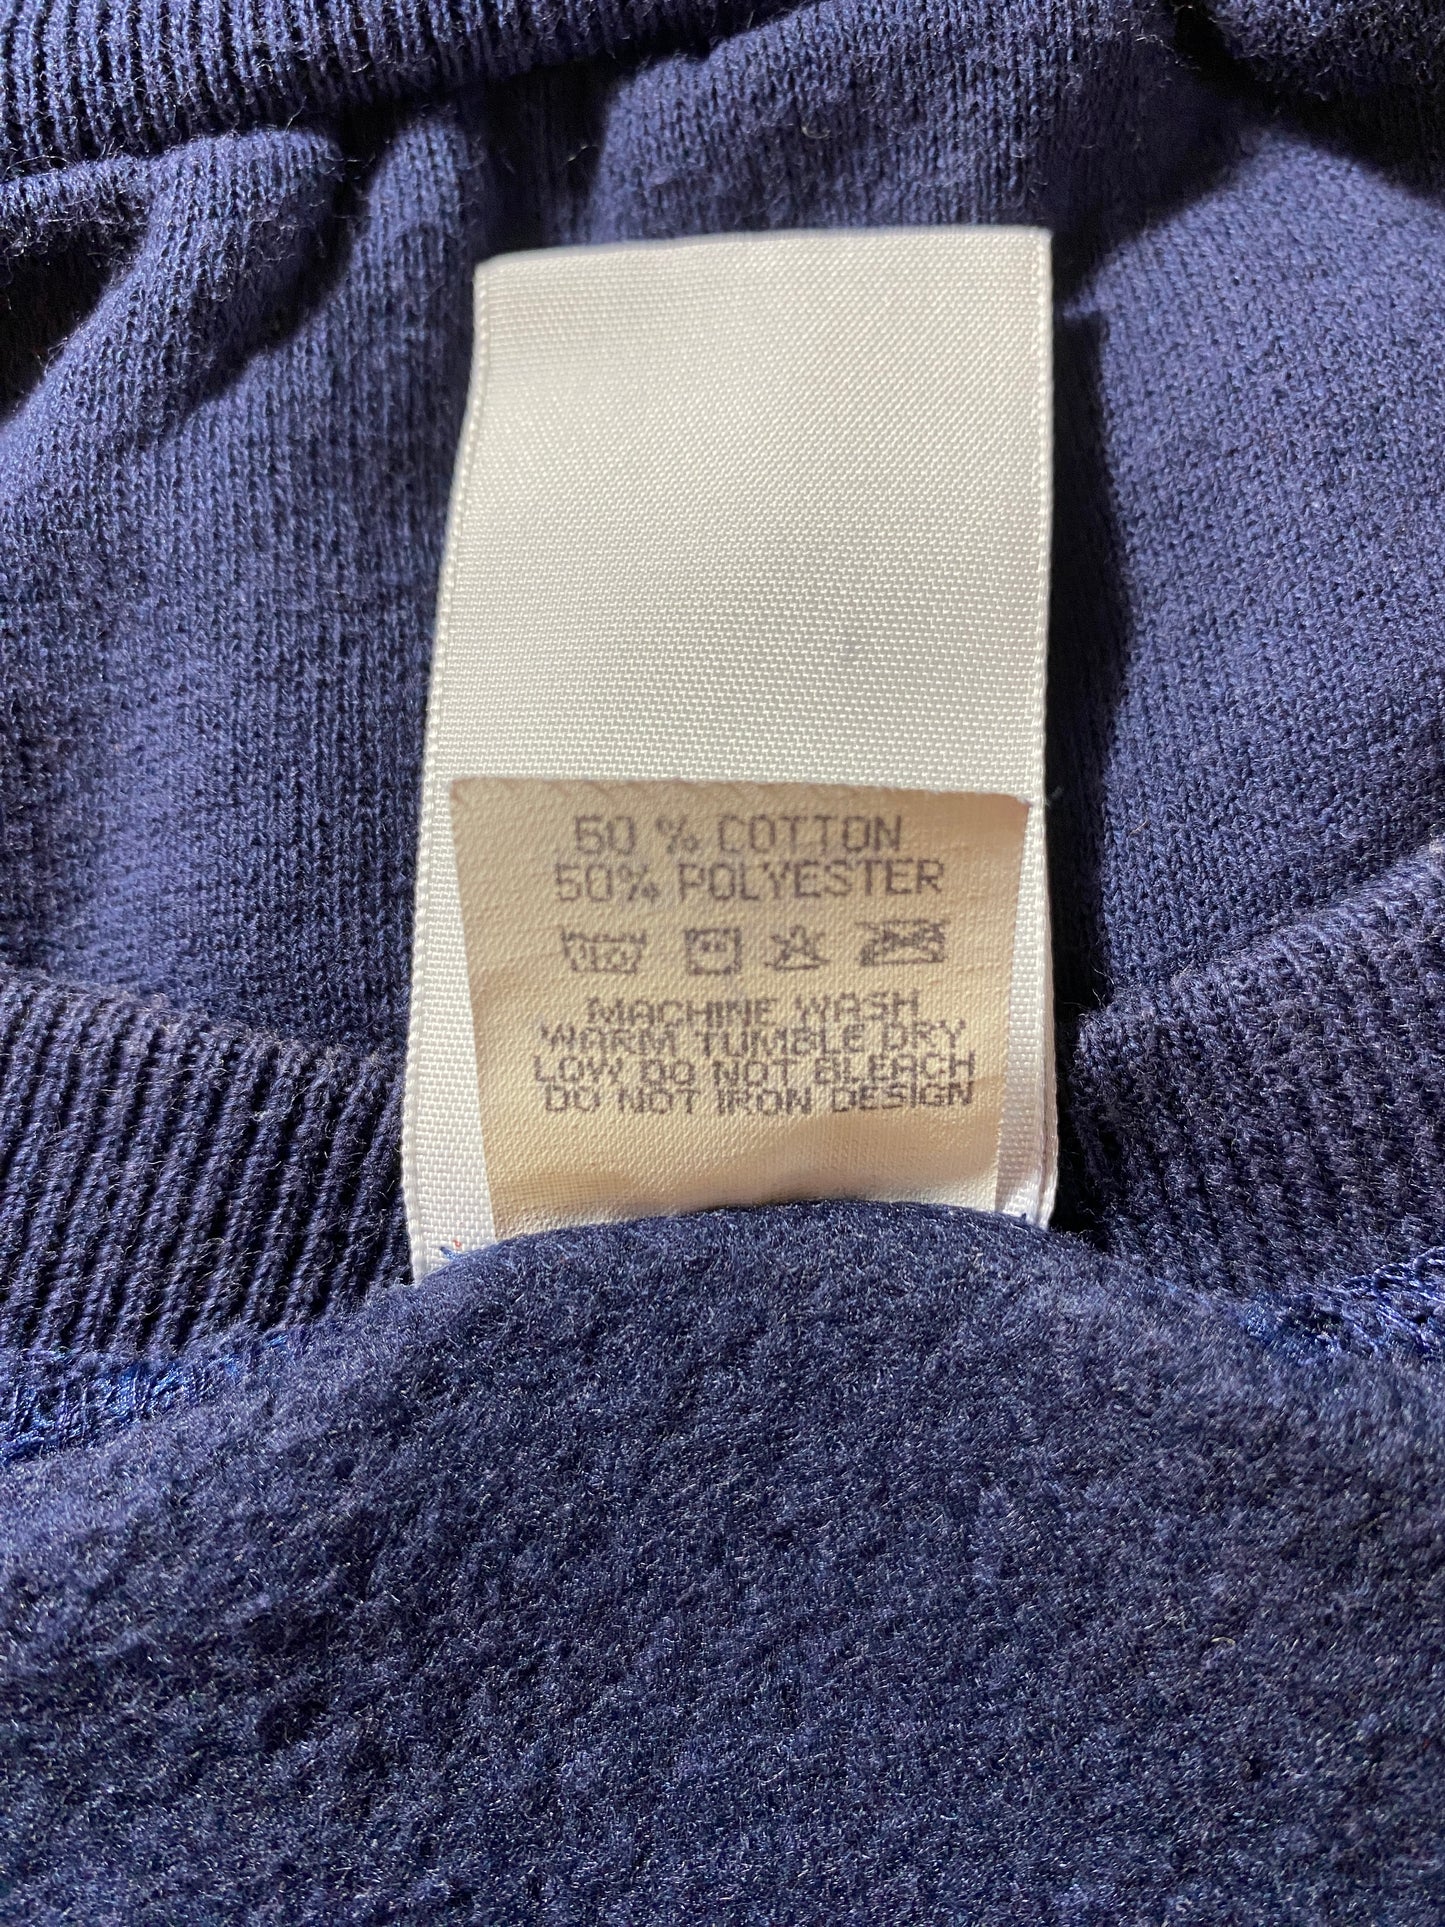 50 % COTTON
50% POLYESTER
MACHINE WASH
WARM TUMBLE DRY
LOW DO NOT BLEACH
DO NOT IRON DESIGN